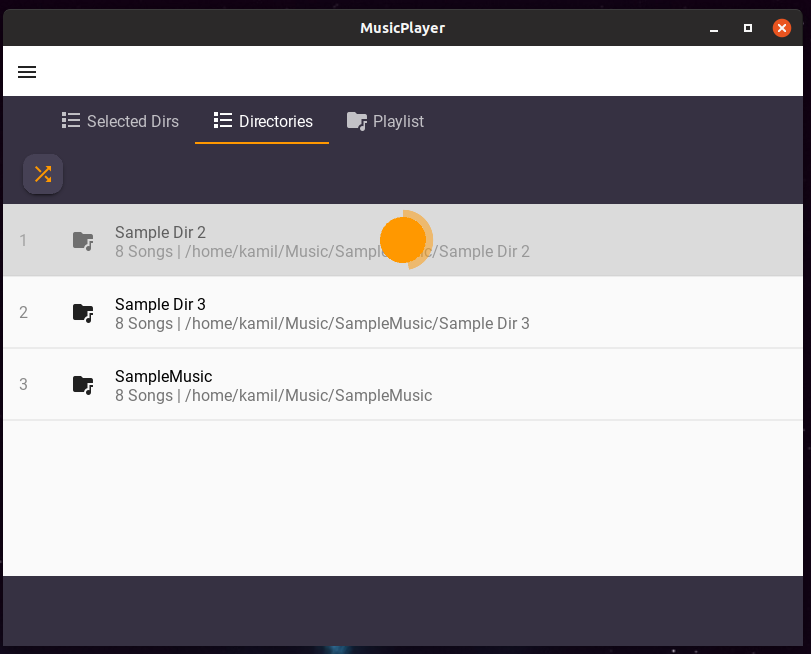 MusicPlayer
Selected Dirs Directories Playlist
1
Sample Dir 2
8 Songs | /home/kamil/Music/Sample /Sample Dir 2
2
Sample Dir 3
8 Songs | /home/kamil/Music/SampleMusic/Sample Dir 3
3
SampleMusic
8 Songs | /home/kamil/Music/SampleMusic